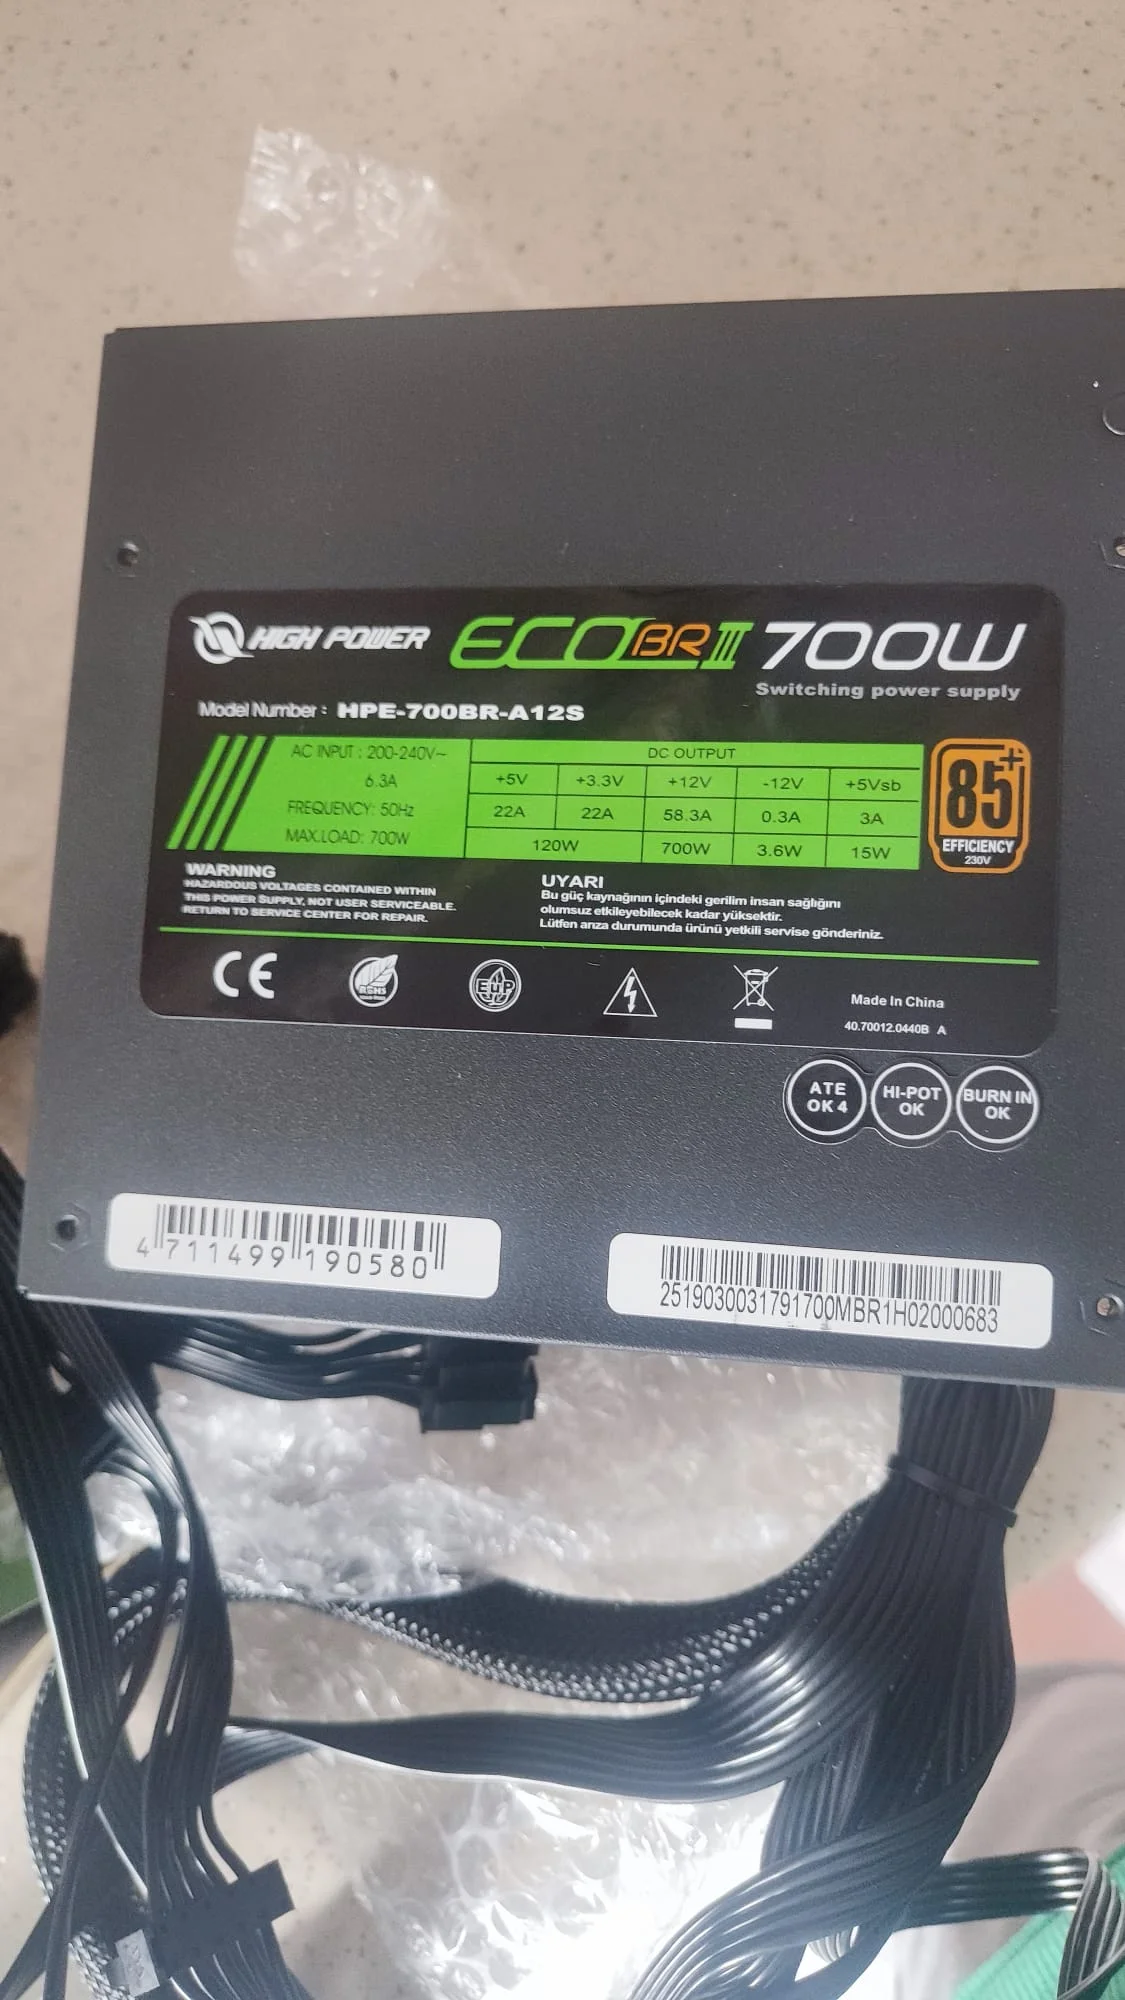 HIGH POWER ECO BR III 700W
Switching power supply
Model Number : HPE-700BR-A12S
AC INPUT : 200-240V~
6.3A
FREQUENCY: 50Hz
MAX.LOAD: 700W
DC OUTPUT
+5V +3.3V +12V -12V +5Vsb
22A 22A 58.3A 0.3A 3A
120W 700W 3.6W 15W
85+
EFFICIENCY
230V
WARNING
HAZARDOUS VOLTAGES CONTAINED WITHIN
THIS POWER SUPPLY, NOT USER SERVICEABLE.
RETURN TO SERVICE CENTER FOR REPAIR.
UYARI
Bu güç kaynağının içindeki gerilim insan sağlığını
olumsuz etkileyebilecek kadar yüksektir.
Lütfen arıza durumunda ürünü yetkili servise gönderiniz.
CE
RoHS
EuP
Made In China
40.70012.0440B A
ATE
OK 4
HI-POT
OK
BURN IN
OK
4 711499 190580
2519030031791700MBR1H02000683